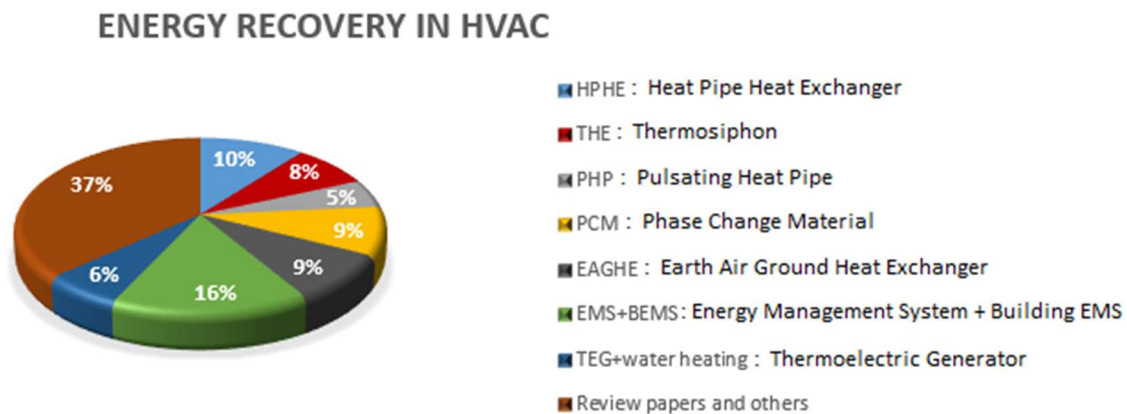 ENERGY RECOVERY IN HVAC
10%
8%
5%
9%
9%
16%
6%
37%
HPHE : Heat Pipe Heat Exchanger
THE : Thermosiphon
PHP : Pulsating Heat Pipe
PCM : Phase Change Material
EAGHE : Earth Air Ground Heat Exchanger
EMS+BEMS: Energy Management System + Building EMS
TEG+water heating : Thermoelectric Generator
Review papers and others